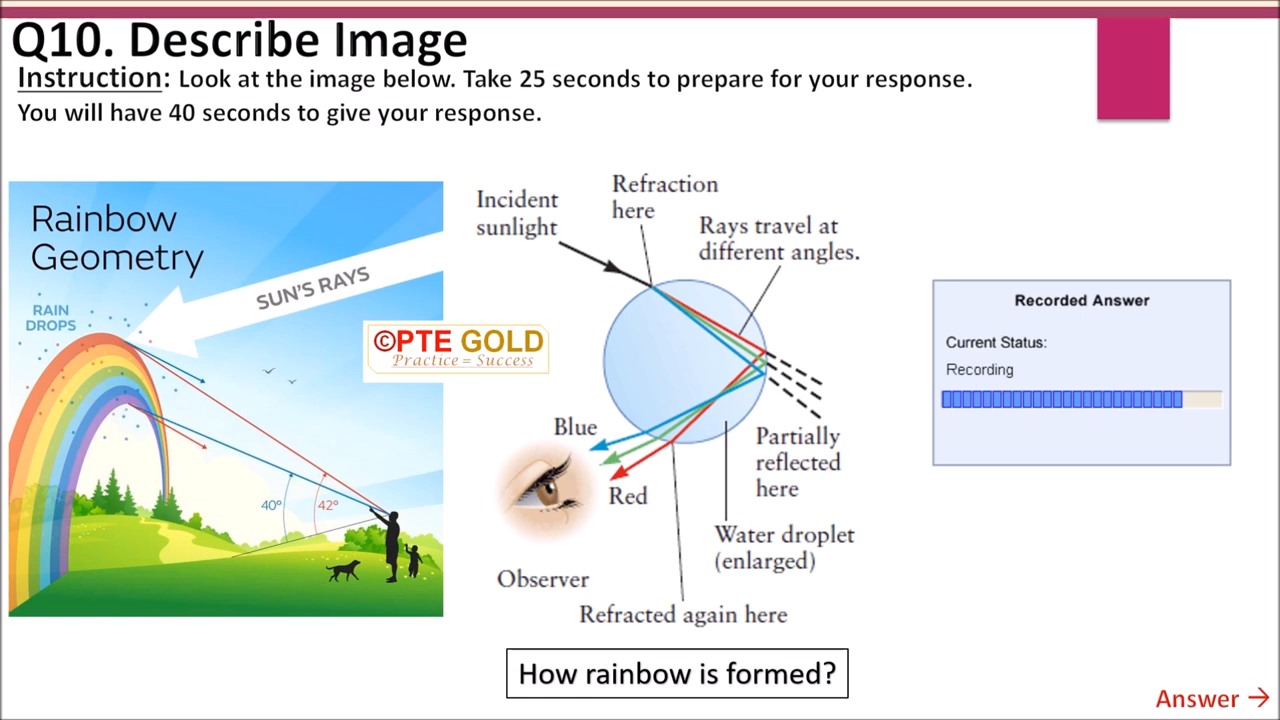 Q10. Describe Image
Instruction: Look at the image below. Take 25 seconds to prepare for your response.
You will have 40 seconds to give your response.
Rainbow
Geometry
SUN'S RAYS
RAIN
DROPS
40°
42°
©PTE GOLD
Practice = Success
Incident
sunlight
Refraction
here
Rays travel at
different angles.
Blue
Red
Partially
reflected
here
Water droplet
(enlarged)
Observer
Refracted again here
Recorded Answer
Current Status:
Recording
How rainbow is formed?
Answer →